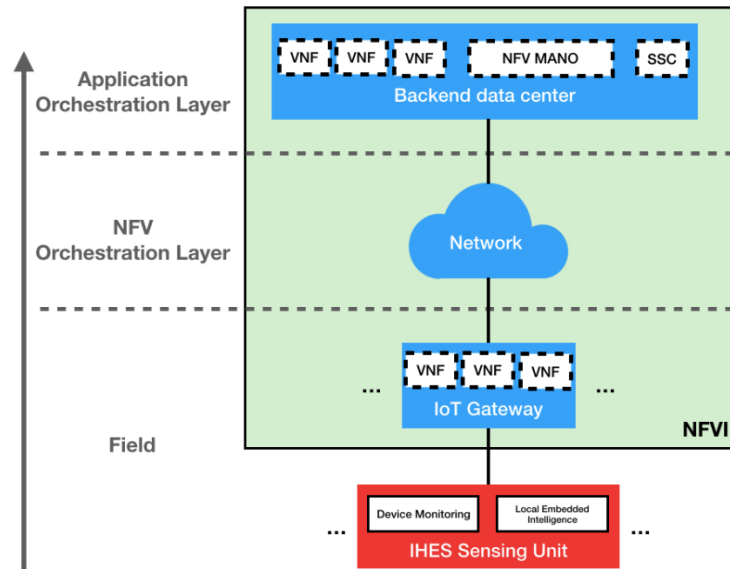 VNF VNF VNF NFV MANO SSC
Backend data center
Application
Orchestration Layer
NFV
Orchestration Layer
Network
VNF VNF VNF
... ...
IoT Gateway
NFVI
Field
Device Monitoring
Local Embedded
Intelligence
... ...
IHES Sensing Unit